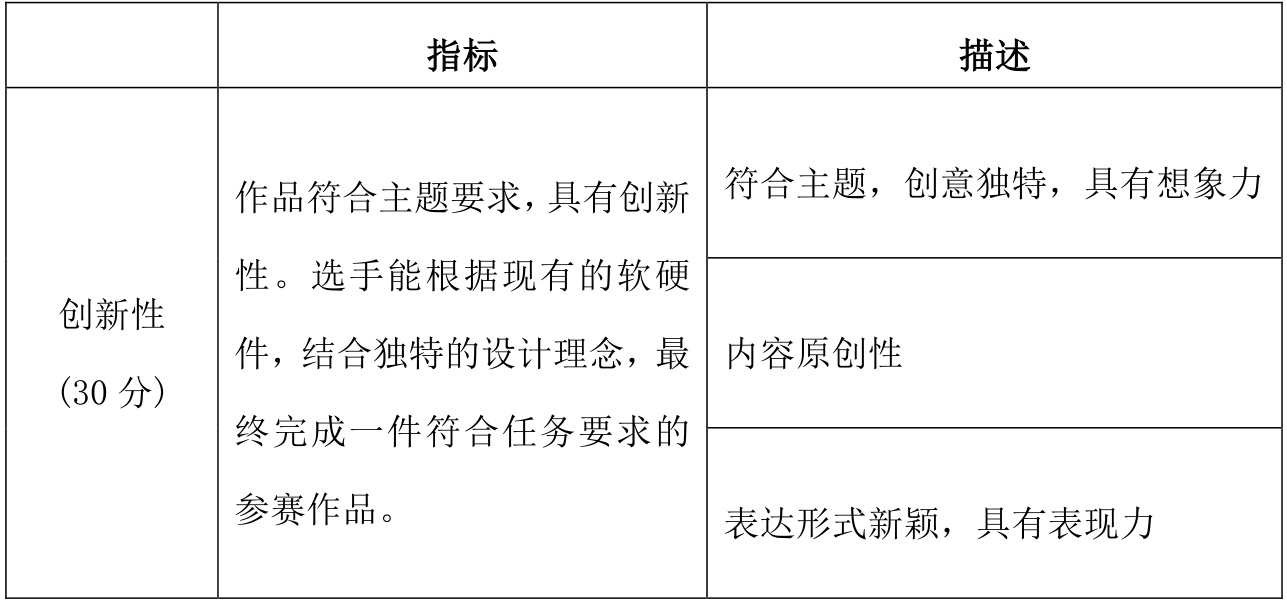 指标
描述
创新性
(30 分)
作品符合主题要求，具有创新
性。选手能根据现有的软硬
件，结合独特的设计理念，最
终完成一件符合任务要求的
参赛作品。
符合主题，创意独特，具有想象力
内容原创性
表达形式新颖，具有表现力